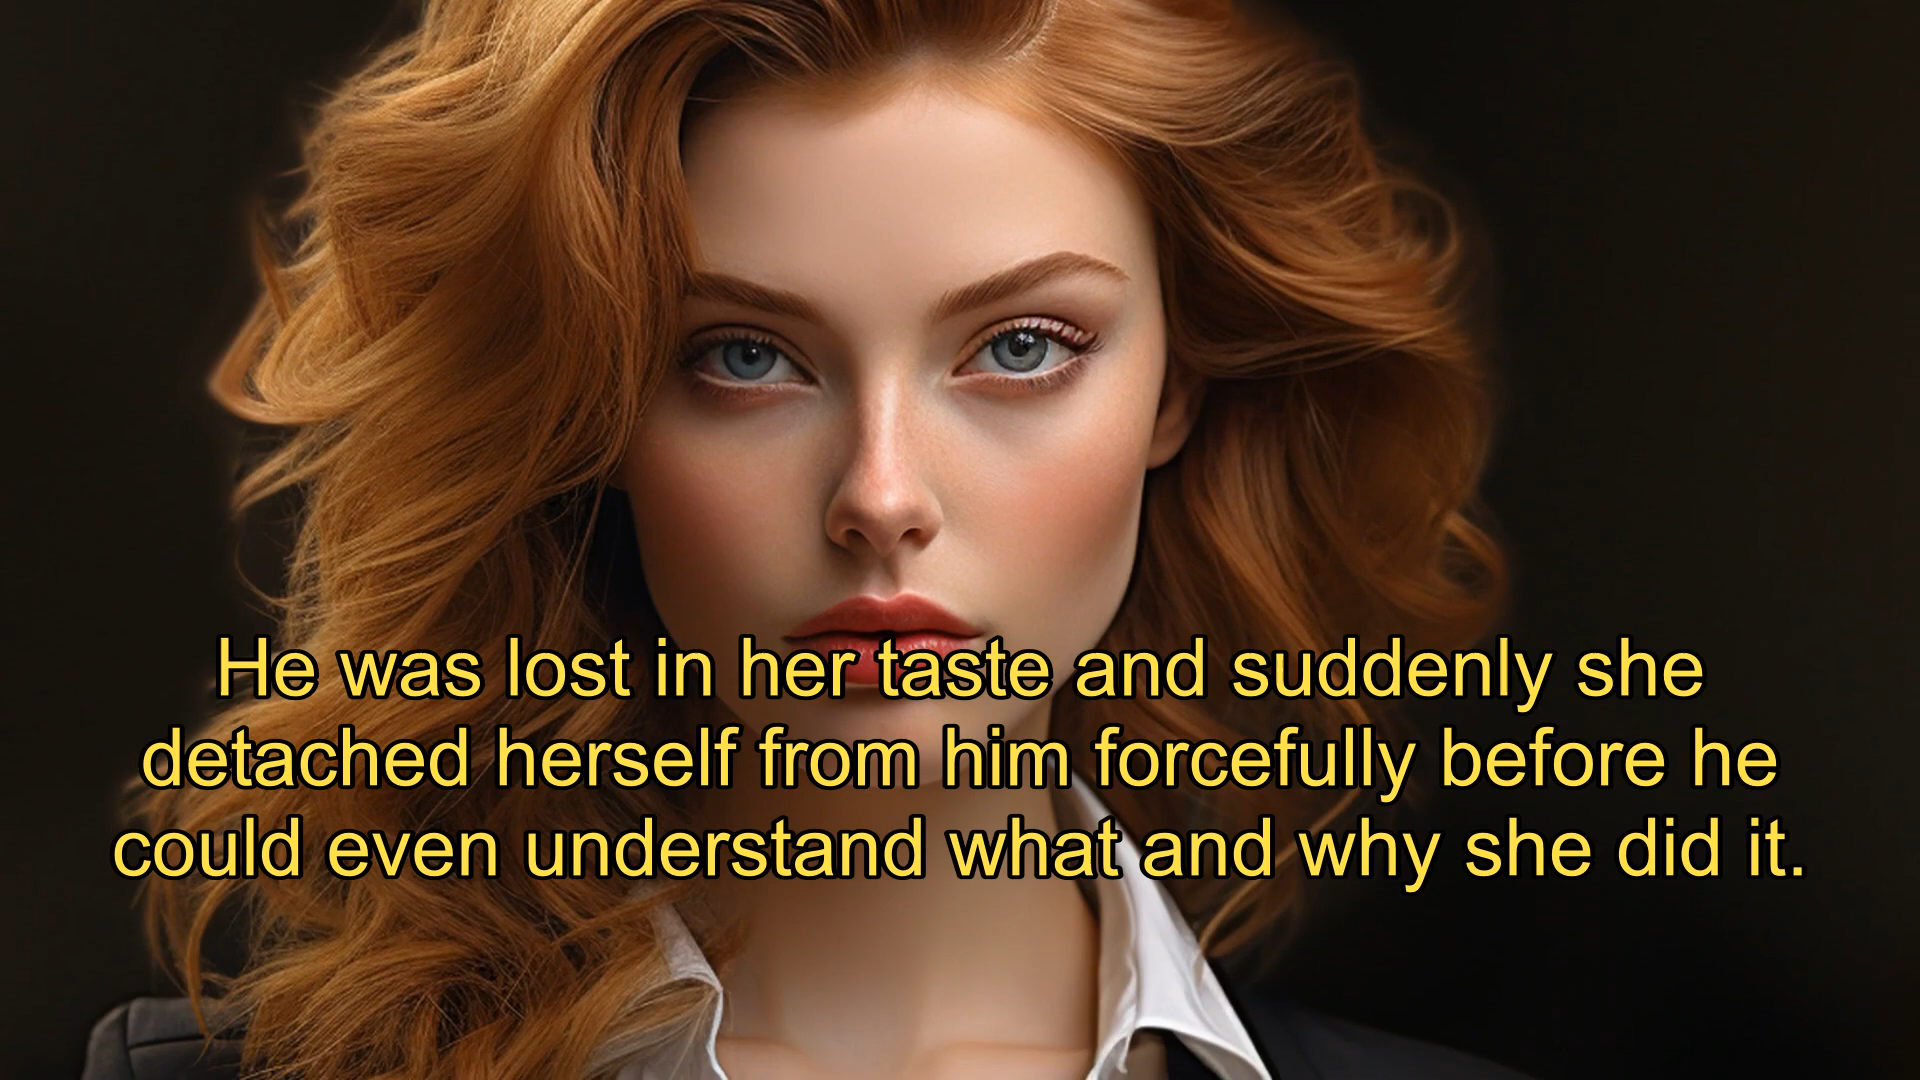 He was lost in her taste and suddenly she
detached herself from him forcefully before he
could even understand what and why she did it.